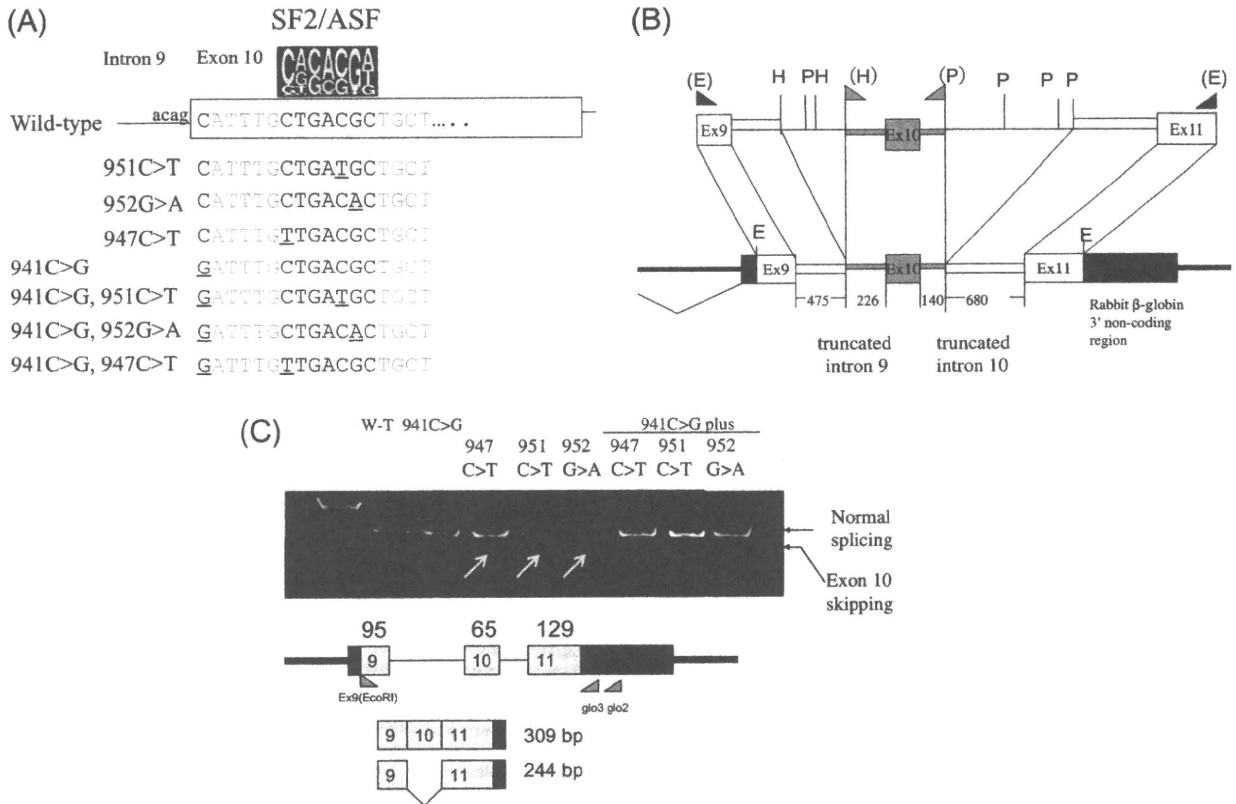 (A)
SF2/ASF
Intron 9 Exon 10
Wild-type acag CATTTGCTGACGCTGCT.....
951C>T CATTTGCTGATGCTGCT
952G>A CATTTGCTGACACTGCT
947C>T CATTTGTTGACGCTGCT
941C>G GATTTGCTGACGCTGCT
941C>G, 951C>T GATTTGCTGATGCTGCT
941C>G, 952G>A GATTTGCTGACACTGCT
941C>G, 947C>T GATTTGTTGACGCTGCT
(B)
(E) H PH (H) (P) P P P (E)
Ex9 Ex10 Ex11
E E
Ex9 Ex10 Ex11
475 226 140 680
Rabbit β-globin
3' non-coding
region
truncated
intron 9
truncated
intron 10
(C)
W-T 941C>G 941C>G plus
947 951 952 947 951 952
C>T C>T G>A C>T C>T G>A
Normal
splicing
Exon 10
skipping
95 65 129
9 10 11
Ex9(EcoRI) glo3 glo2
9 10 11 309 bp
9 11 244 bp